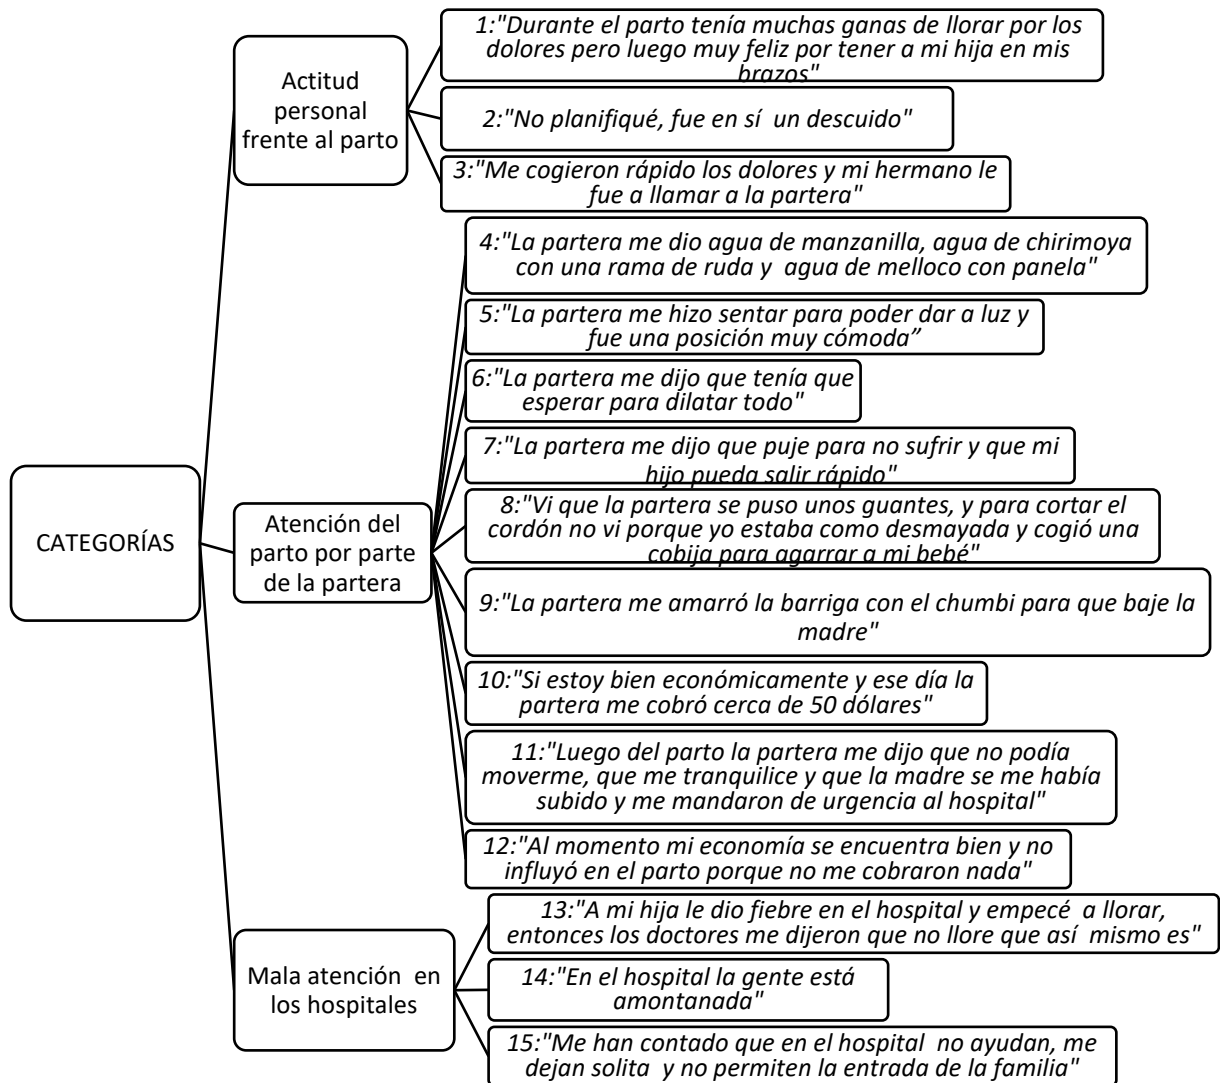 CATEGORÍAS
Actitud
personal
frente al parto
1:"Durante el parto tenía muchas ganas de llorar por los
dolores pero luego muy feliz por tener a mi hija en mis
brazos"
2:"No planifiqué, fue en sí  un descuido"
3:"Me cogieron rápido los dolores y mi hermano le
fue a llamar a la partera"
Atención del
parto por parte
de la partera
4:"La partera me dio agua de manzanilla, agua de chirimoya
con una rama de ruda y  agua de melloco con panela"
5:"La partera me hizo sentar para poder dar a luz y
fue una posición muy cómoda”
6:"La partera me dijo que tenía que
esperar para dilatar todo"
7:"La partera me dijo que puje para no sufrir y que mi
hijo pueda salir rápido"
8:"Vi que la partera se puso unos guantes, y para cortar el
cordón no vi porque yo estaba como desmayada y cogió una
cobija para agarrar a mi bebé"
9:"La partera me amarró la barriga con el chumbi para que baje la
madre"
10:"Si estoy bien económicamente y ese día la
partera me cobró cerca de 50 dólares"
11:"Luego del parto la partera me dijo que no podía
moverme, que me tranquilice y que la madre se me había
subido y me mandaron de urgencia al hospital"
12:"Al momento mi economía se encuentra bien y no
influyó en el parto porque no me cobraron nada"
Mala atención  en
los hospitales
13:"A mi hija le dio fiebre en el hospital y empecé  a llorar,
entonces los doctores me dijeron que no llore que así  mismo es"
14:"En el hospital la gente está
amontanada"
15:"Me han contado que en el hospital  no ayudan, me
dejan solita  y no permiten la entrada de la familia"